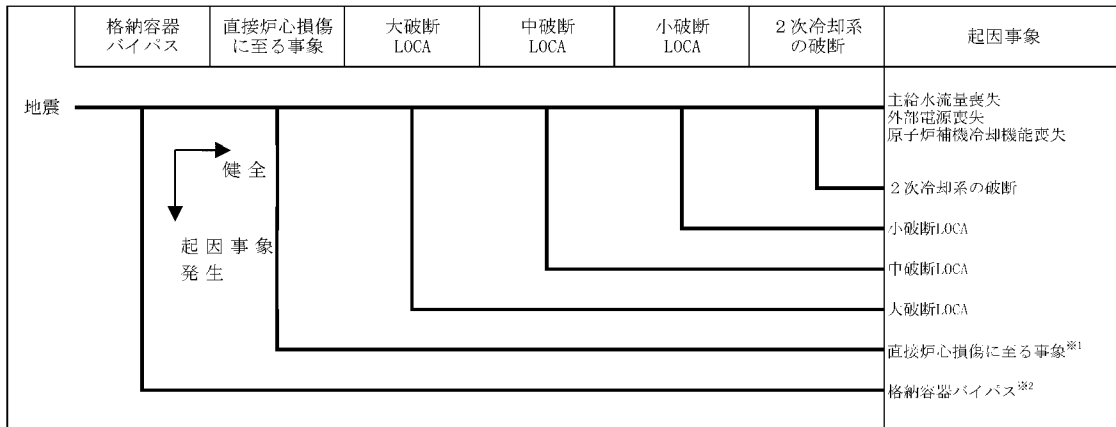 格納容器
バイパス
直接炉心損傷
に至る事象
大破断
LOCA
中破断
LOCA
小破断
LOCA
２次冷却系
の破断
起因事象
地震
主給水流量喪失
外部電源喪失
原子炉補機冷却機能喪失
健全
２次冷却系の破断
小破断LOCA
起因事象
発生
中破断LOCA
大破断LOCA
直接炉心損傷に至る事象※1
格納容器バイパス※2